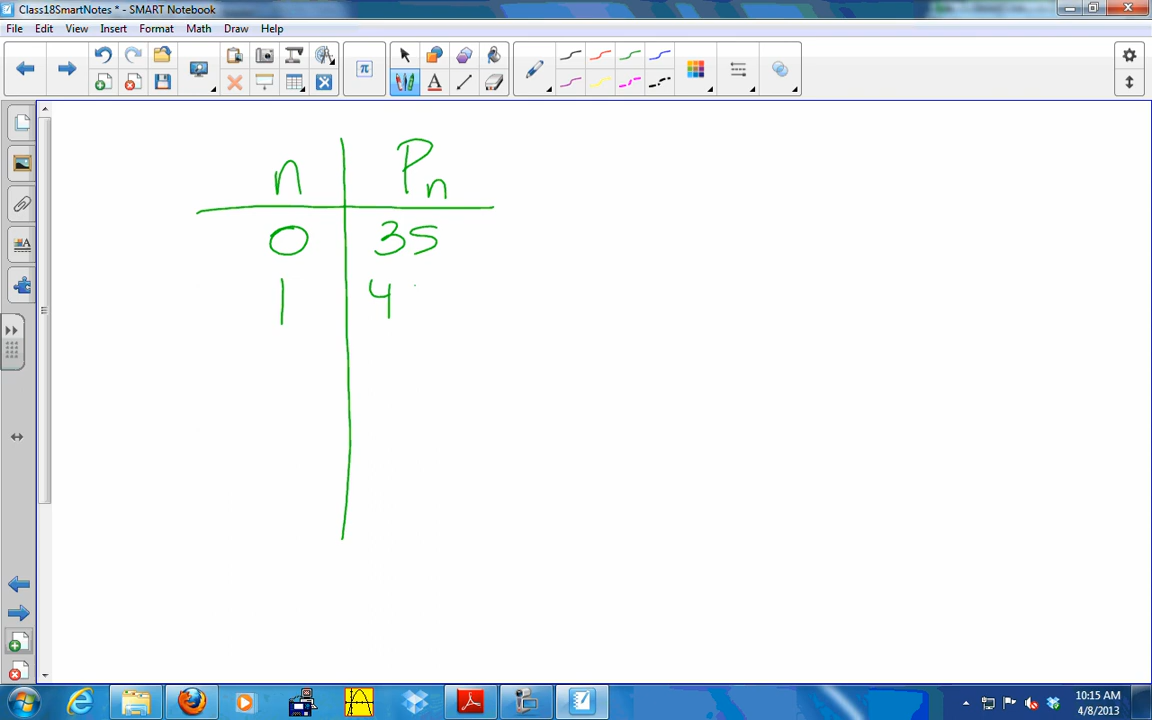 Class18SmartNotes * - SMART Notebook
File Edit View Insert Format Math Draw Help
π
A
n Pn
0 35
1 4
10:15 AM
4/8/2013